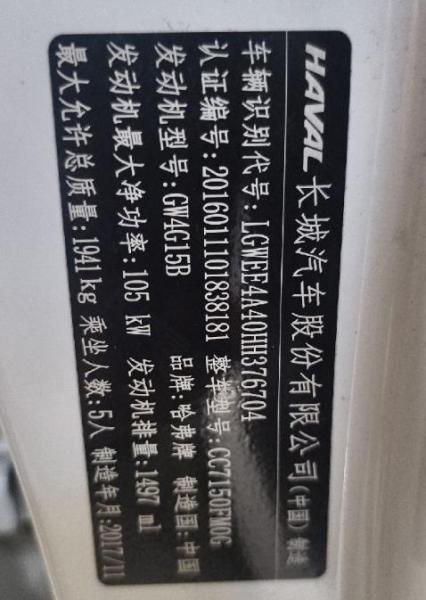 HAVAL 长城汽车股份有限公司(中国)制造
车辆识别代号:LGWEE4A40HH376704
认证编号:2016011101838181 整车型号:CC7150FM0G
发动机型号:GW4G15B 品牌:哈弗牌 制造国:中国
发动机最大净功率:105 kW 发动机排量:1497 ml
最大允许总质量:1941kg 乘坐人数:5人 制造年月:2017/11